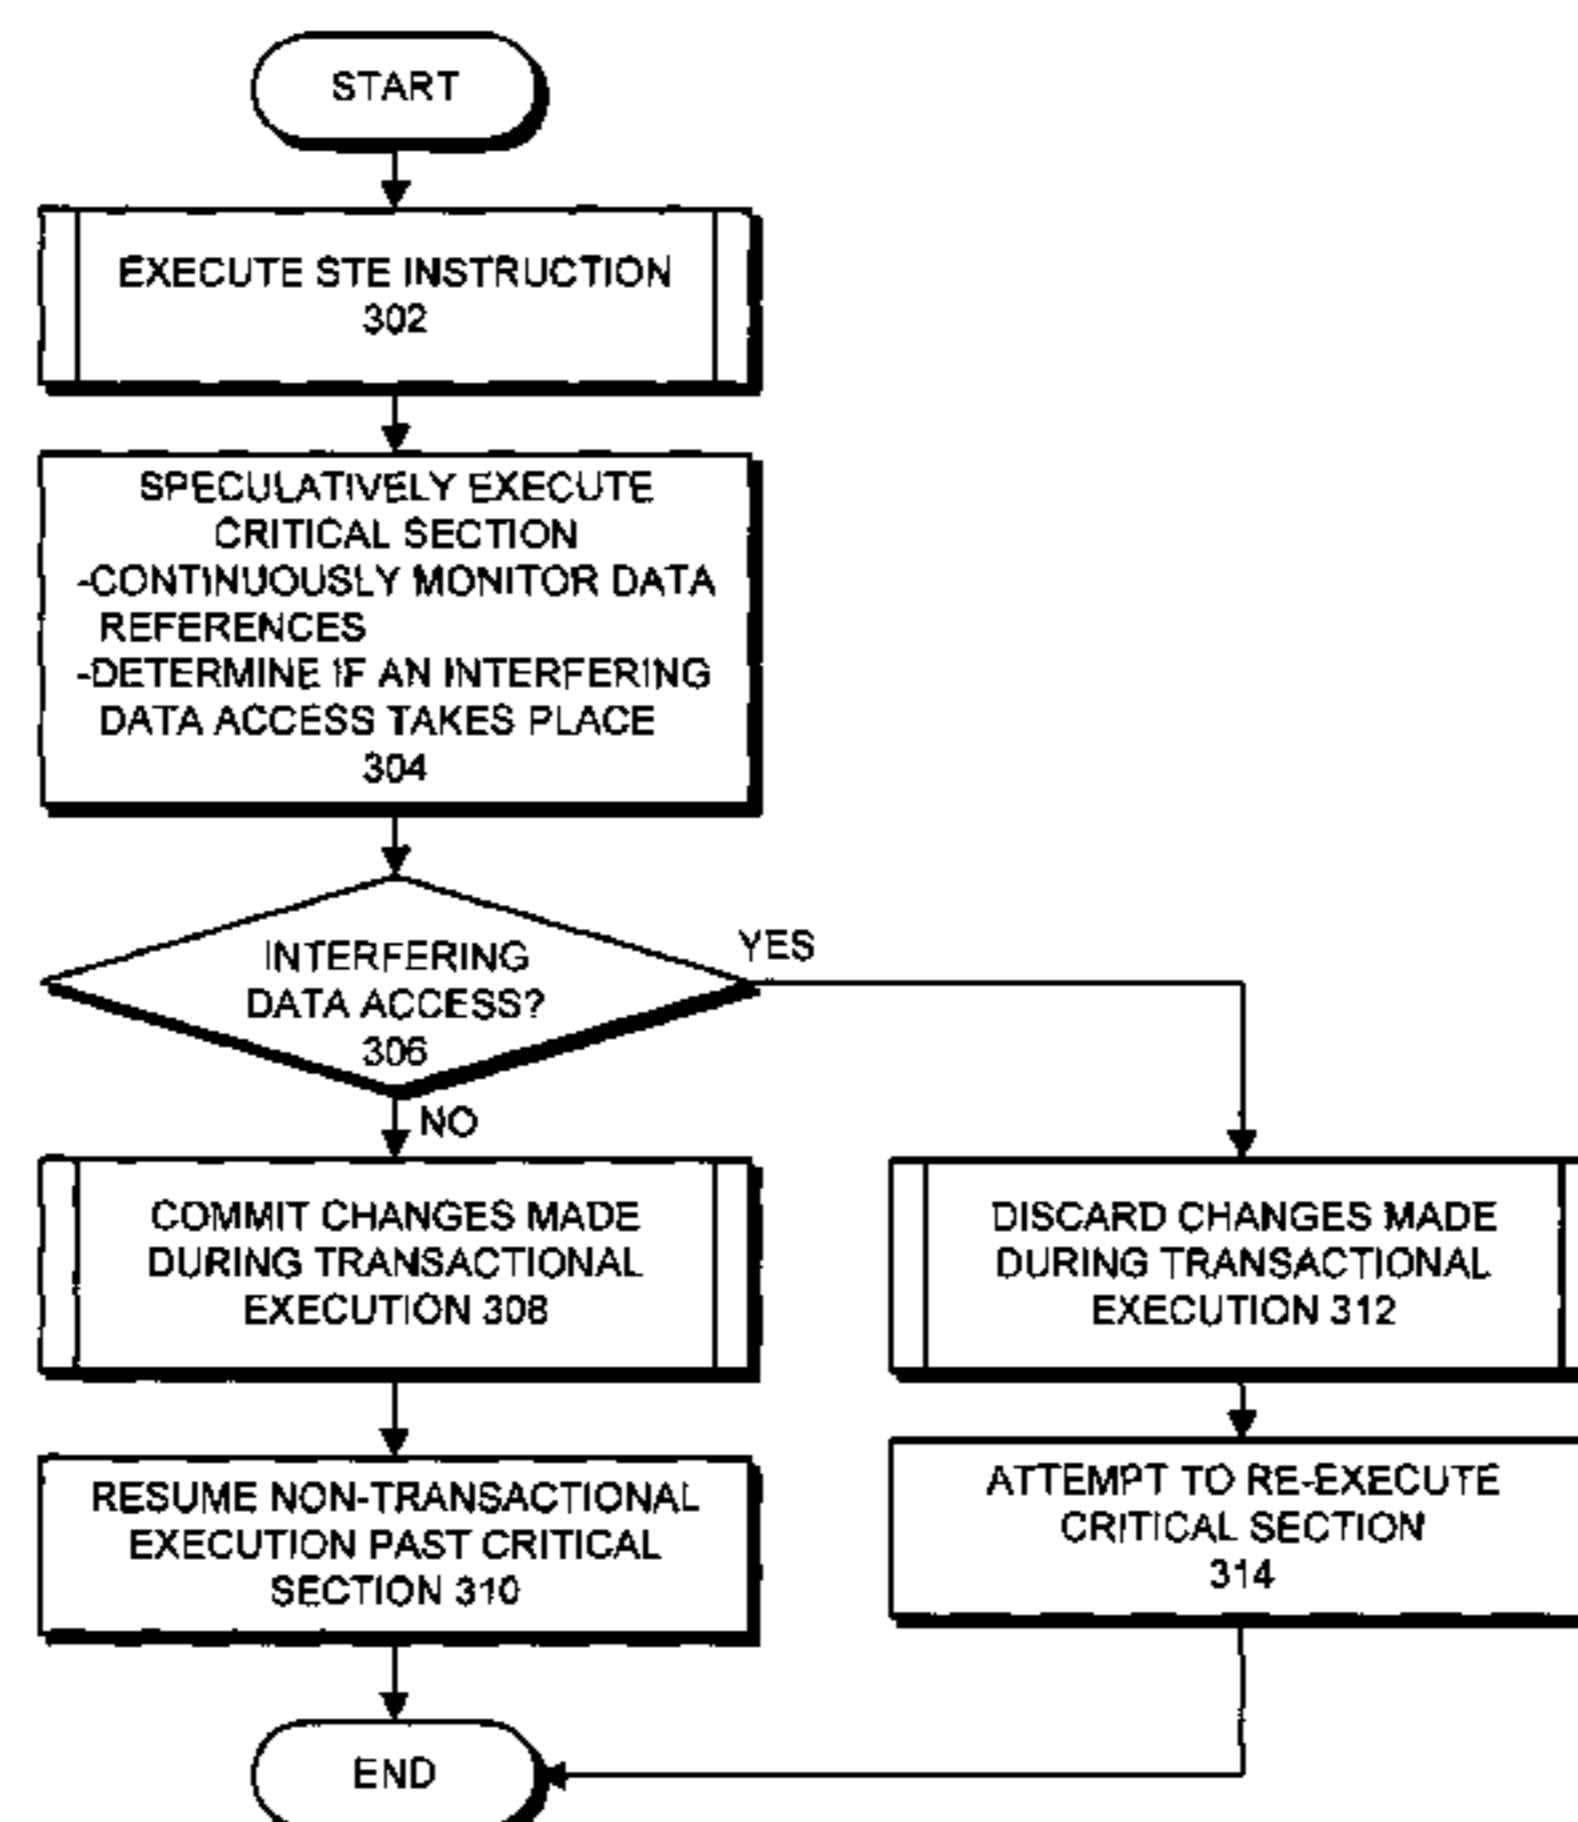 START
EXECUTE STE INSTRUCTION
302
SPECULATIVELY EXECUTE
CRITICAL SECTION
-CONTINUOUSLY MONITOR DATA
REFERENCES
-DETERMINE IF AN INTERFERING
DATA ACCESS TAKES PLACE
304
INTERFERING
DATA ACCESS?
306
YES
NO
COMMIT CHANGES MADE
DURING TRANSACTIONAL
EXECUTION 308
DISCARD CHANGES MADE
DURING TRANSACTIONAL
EXECUTION 312
RESUME NON-TRANSACTIONAL
EXECUTION PAST CRITICAL
SECTION 310
ATTEMPT TO RE-EXECUTE
CRITICAL SECTION
314
END